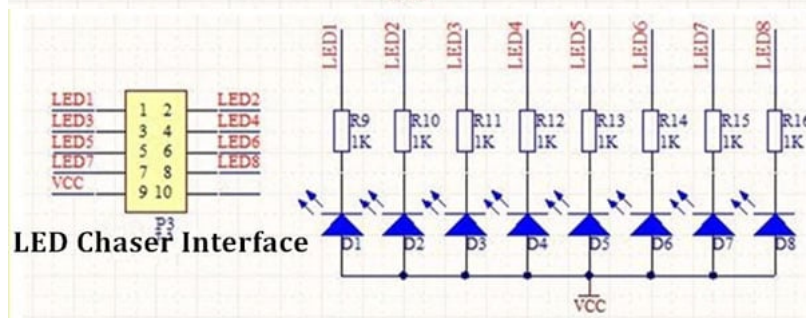 LED1 LED2
LED3 LED4
LED5 LED6
LED7 LED8
VCC
1 2
3 4
5 6
7 8
9 10
P3
LED Chaser Interface
LED1 LED2 LED3 LED4 LED5 LED6 LED7 LED8
R9 R10 R11 R12 R13 R14 R15 R16
1K 1K 1K 1K 1K 1K 1K 1K
D1 D2 D3 D4 D5 D6 D7 D8
VCC